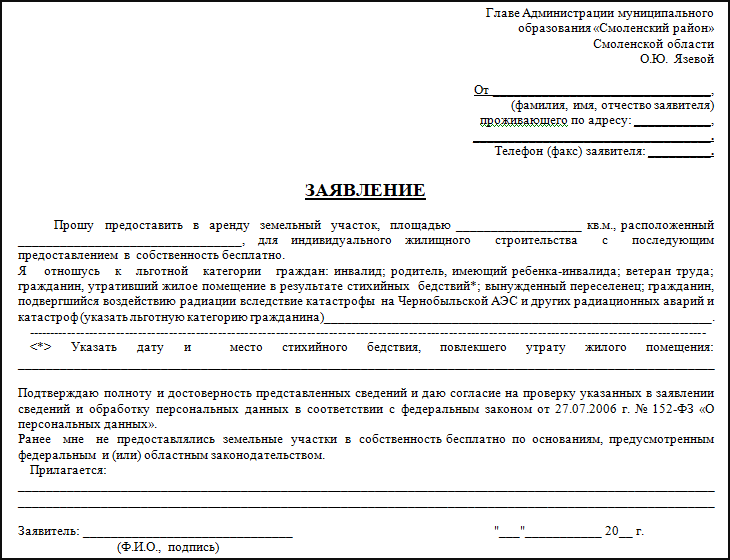 Главе Администрации муниципального
образования «Смоленский район»
Смоленской области
О.Ю. Язевой
От _______________________________,
(фамилия, имя, отчество заявителя)
проживающего по адресу: ___________,
__________________________________.
Телефон (факс) заявителя: _________.
ЗАЯВЛЕНИЕ
Прошу предоставить в аренду земельный участок, площадью __________________ кв.м., расположенный
________________________________, для индивидуального жилищного строительства с последующим
предоставлением в собственность бесплатно.
Я отношусь к льготной категории граждан: инвалид; родитель, имеющий ребенка-инвалида; ветеран труда;
гражданин, утративший жилое помещение в результате стихийных бедствий*; вынужденный переселенец; гражданин,
подвергшийся воздействию радиации вследствие катастрофы на Чернобыльской АЭС и других радиационных аварий и
катастроф (указать льготную категорию гражданина)_______________________________________________________.
--------------------------------------------------------------------------------
<*> Указать дату и место стихийного бедствия, повлекшего утрату жилого помещения:
____________________________________________________________________________________________________
Подтверждаю полноту и достоверность представленных сведений и даю согласие на проверку указанных в заявлении
сведений и обработку персональных данных в соответствии с федеральным законом от 27.07.2006 г. № 152-ФЗ «О
персональных данных».
Ранее мне не предоставлялись земельные участки в собственность бесплатно по основаниям, предусмотренным
федеральным и (или) областным законодательством.
Прилагается:
____________________________________________________________________________________________________
____________________________________________________________________________________________________
Заявитель: ______________________________ "___"___________ 20__ г.
(Ф.И.О., подпись)